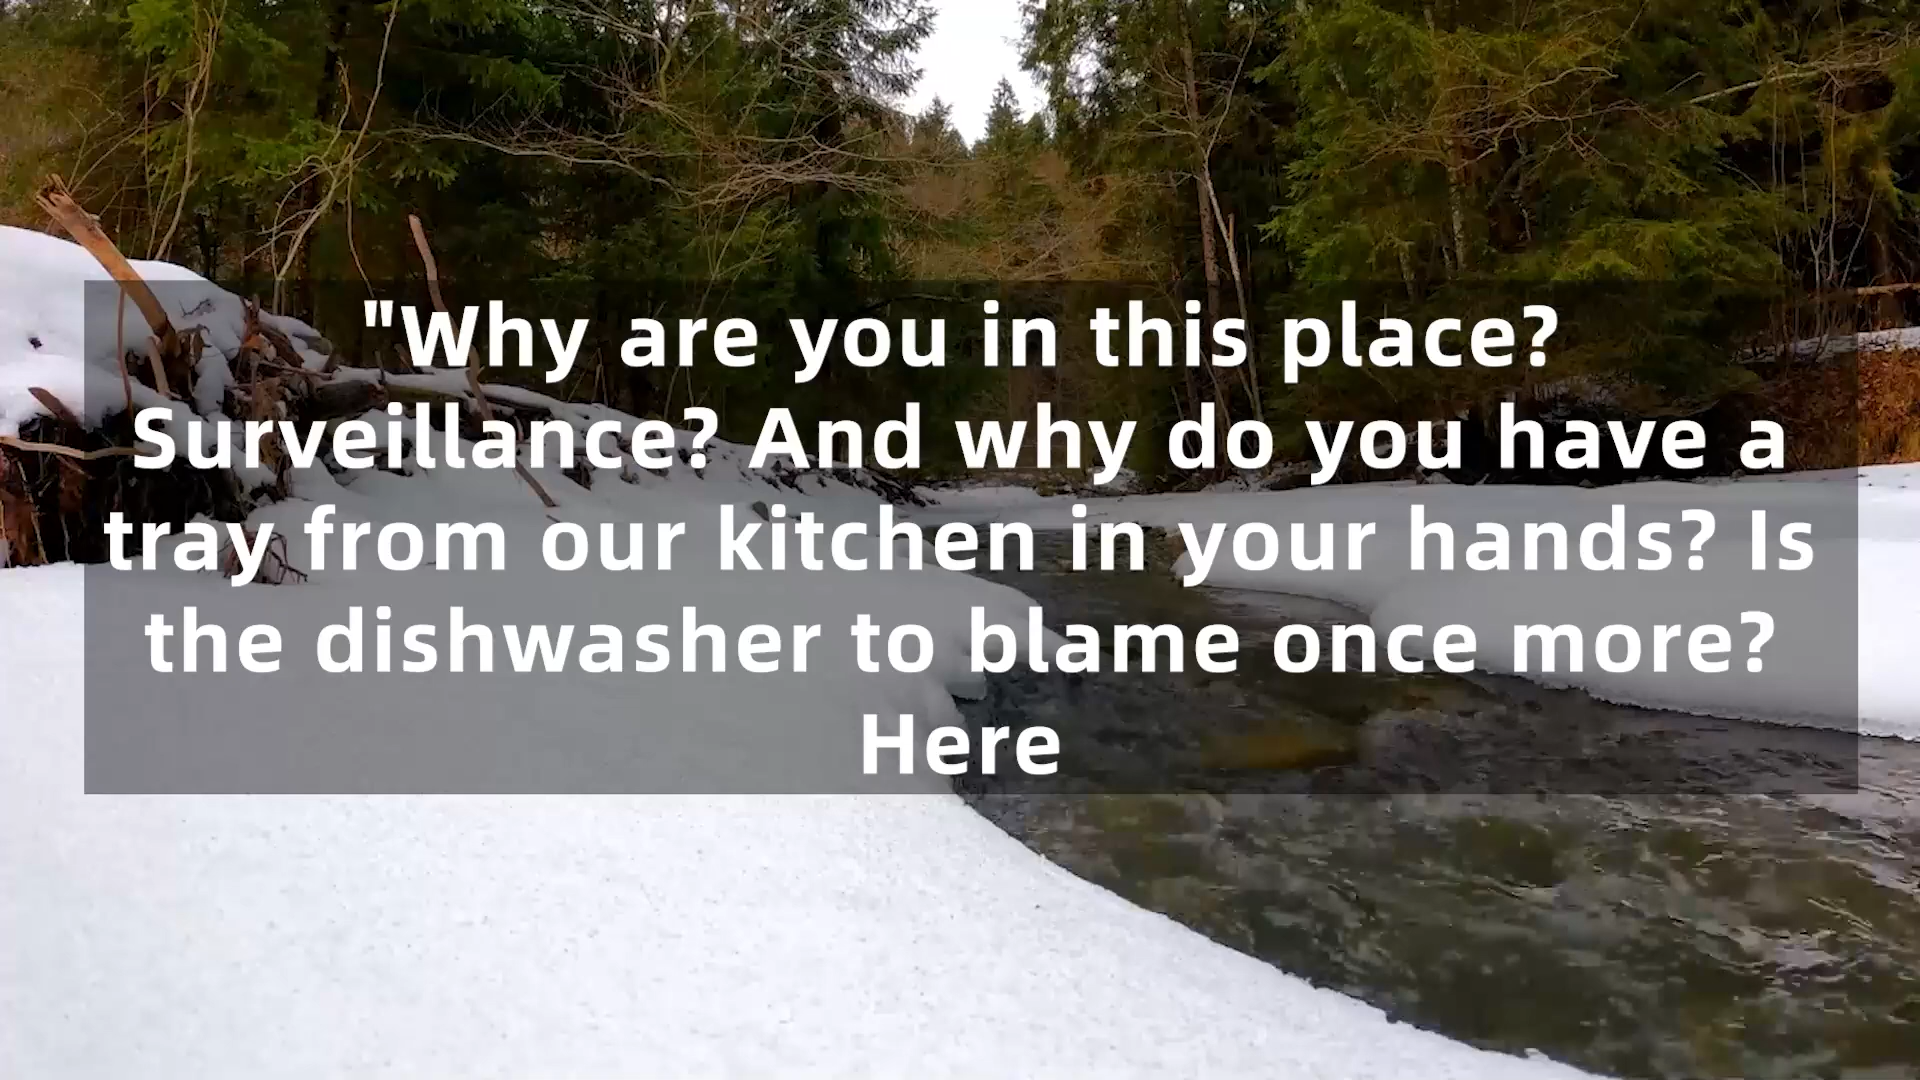 "Why are you in this place?
Surveillance? And why do you have a
tray from our kitchen in your hands? Is
the dishwasher to blame once more?
Here